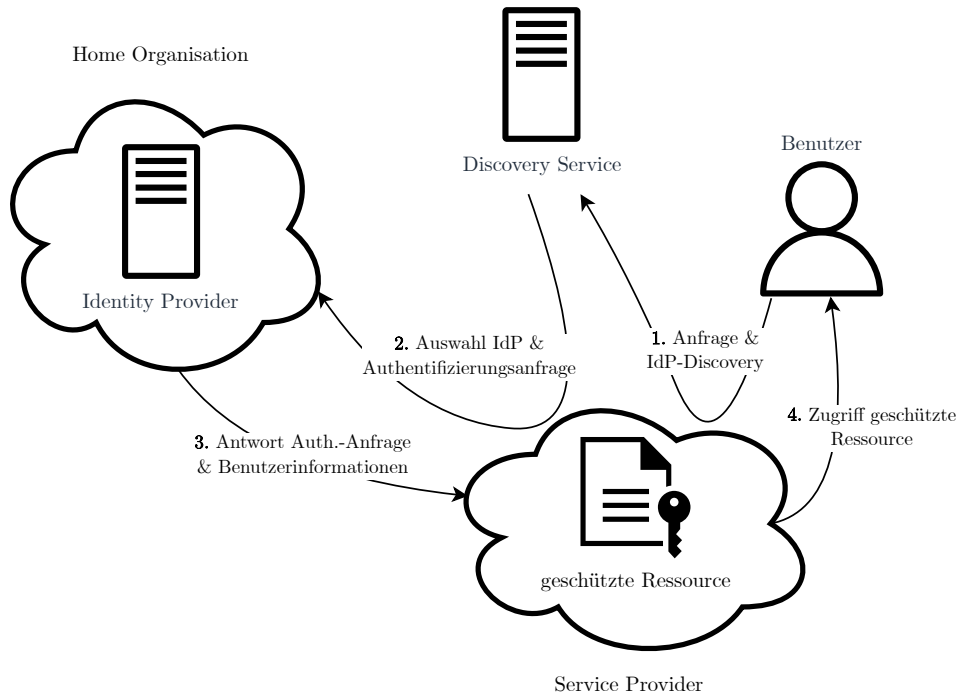 Home Organisation
Discovery Service
Benutzer
Identity Provider
1. Anfrage &
IdP-Discovery
2. Auswahl IdP &
Authentifizierungsanfrage
3. Antwort Auth.-Anfrage
& Benutzerinformationen
4. Zugriff geschützte
Ressource
geschützte Ressource
Service Provider